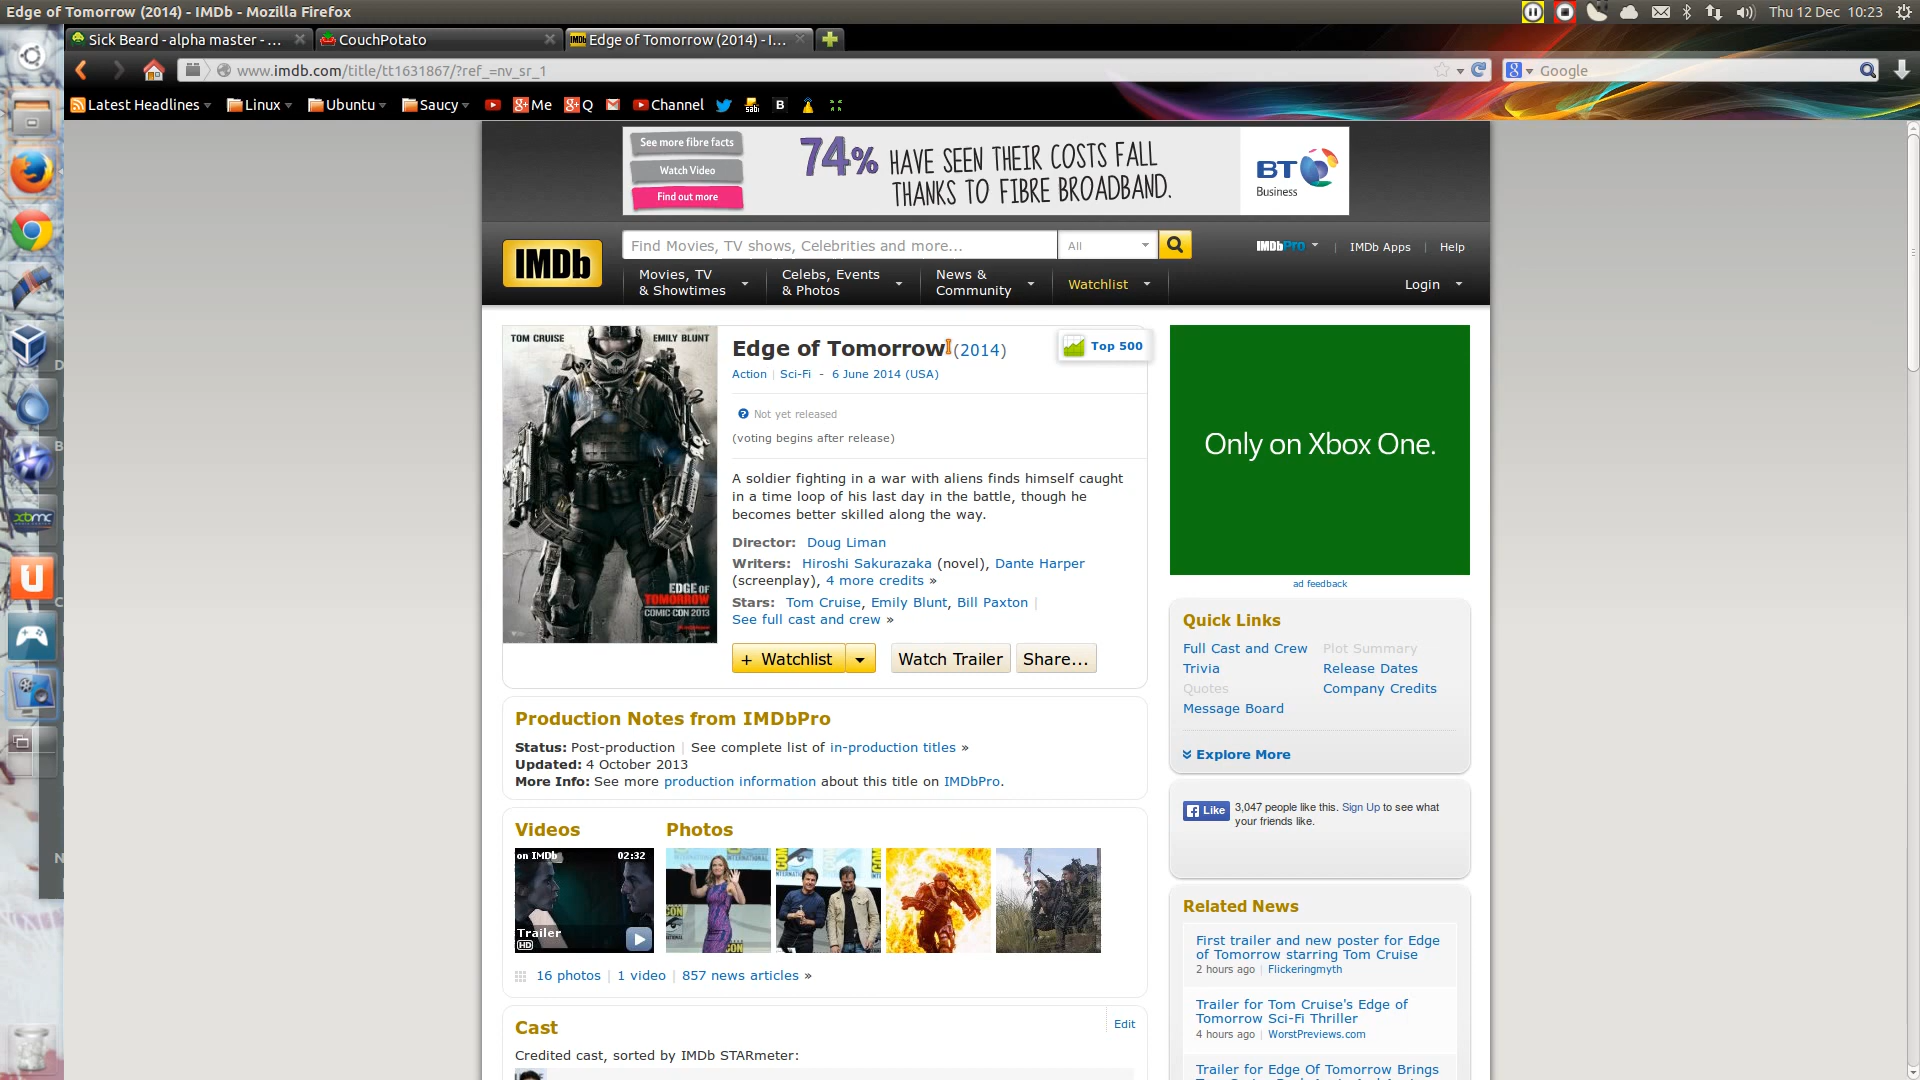 Edge of Tomorrow (2014) - IMDb - Mozilla Firefox
Thu 12 Dec 10:23
Sick Beard - alpha master - ...
CouchPotato
Edge of Tomorrow (2014) - I...
www.imdb.com/title/tt1631867/?ref_=nv_sr_1
Google
Latest Headlines
Linux
Ubuntu
Saucy
Me
Q
Channel
See more fibre facts
Watch Video
Find out more
74% HAVE SEEN THEIR COSTS FALL
THANKS TO FIBRE BROADBAND.
BT
Business
IMDb
Find Movies, TV shows, Celebrities and more...
All
IMDbPro
IMDb Apps
Help
Movies, TV
& Showtimes
Celebs, Events
& Photos
News &
Community
Watchlist
Login
TOM CRUISE
EMILY BLUNT
EDGE OF
TOMORROW
COMIC CON 2013
Edge of Tomorrow (2014)
Top 500
Action | Sci-Fi - 6 June 2014 (USA)
Not yet released
(voting begins after release)
A soldier fighting in a war with aliens finds himself caught
in a time loop of his last day in the battle, though he
becomes better skilled along the way.
Director: Doug Liman
Writers: Hiroshi Sakurazaka (novel), Dante Harper
(screenplay), 4 more credits »
Stars: Tom Cruise, Emily Blunt, Bill Paxton |
See full cast and crew »
+ Watchlist
Watch Trailer
Share...
Only on Xbox One.
ad feedback
Quick Links
Full Cast and Crew
Plot Summary
Trivia
Release Dates
Quotes
Company Credits
Message Board
Explore More
Production Notes from IMDbPro
Status: Post-production | See complete list of in-production titles »
Updated: 4 October 2013
More Info: See more production information about this title on IMDbPro.
Like
3,047 people like this. Sign Up to see what
your friends like.
Videos
Photos
on IMDb
02:32
Trailer
HD
16 photos | 1 video | 857 news articles »
Related News
First trailer and new poster for Edge
of Tomorrow starring Tom Cruise
2 hours ago | Flickeringmyth
Trailer for Tom Cruise's Edge of
Tomorrow Sci-Fi Thriller
4 hours ago | WorstPreviews.com
Trailer for Edge Of Tomorrow Brings
Cast
Edit
Credited cast, sorted by IMDb STARmeter: